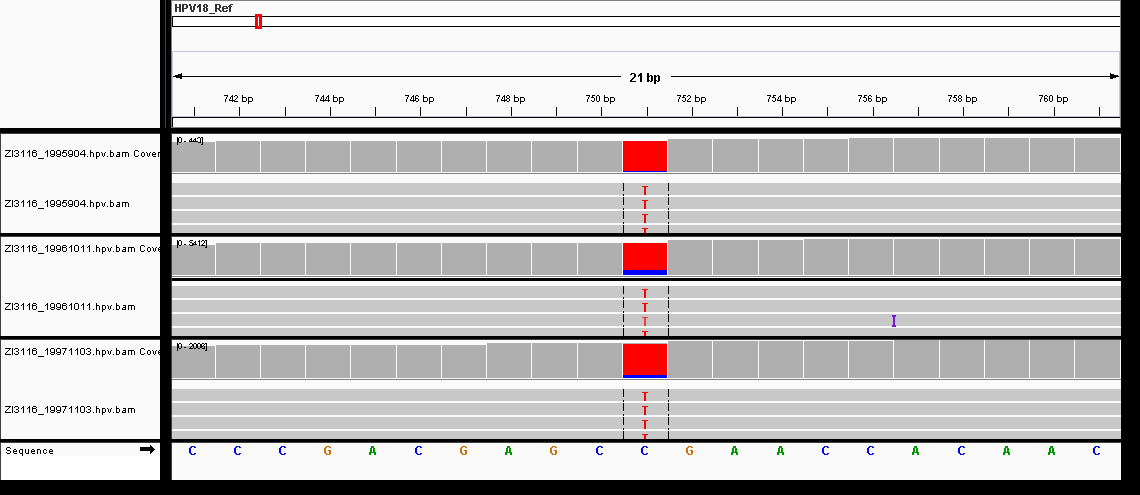 HPV18_Ref
21 bp
742 bp 744 bp 746 bp 748 bp 750 bp 752 bp 754 bp 756 bp 758 bp 760 bp
[0 - 443]
ZI3116_1995904.hpv.bam Cover
T
ZI3116_1995904.hpv.bam
T
T
T
[0 - 5412]
ZI3116_19961011.hpv.bam Cove
T
ZI3116_19961011.hpv.bam
T
I
T
T
[0 - 2006]
ZI3116_19971103.hpv.bam Cove
T
ZI3116_19971103.hpv.bam
T
T
T
Sequence C C C G A C G A G C C G A A C C A C A A C